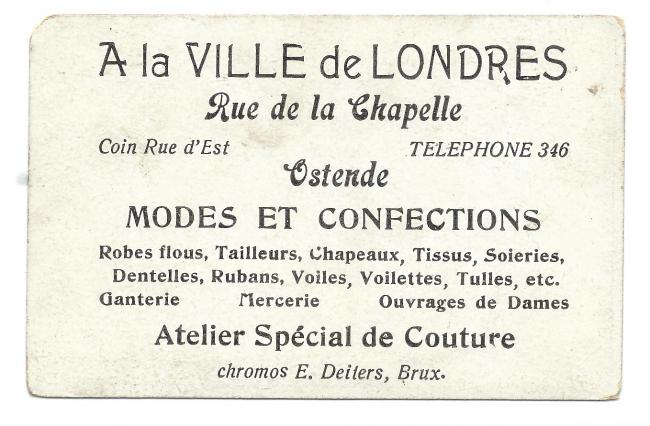 A la VILLE de LONDRES
Rue de la Chapelle
Coin Rue d'Est TELEPHONE 346
Ostende
MODES ET CONFECTIONS
Robes flous, Tailleurs, Chapeaux, Tissus, Soieries,
Dentelles, Rubans, Voiles, Voilettes, Tulles, etc.
Ganterie Mercerie Ouvrages de Dames
Atelier Spécial de Couture
chromos E. Deiters, Brux.